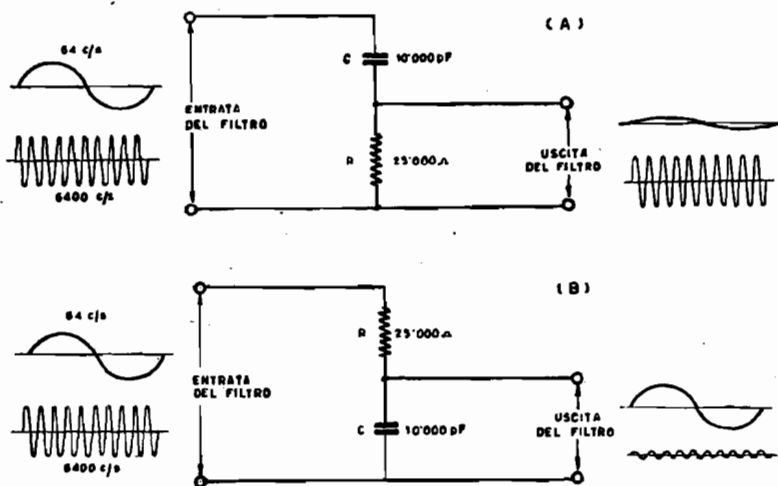 (A)
64 c/s
C 10'000 pF
ENTRATA
DEL FILTRO
R 25'000 Ω
USCITA
DEL FILTRO
6400 c/s
(B)
64 c/s
R 25'000 Ω
ENTRATA
DEL FILTRO
C 10'000 pF
USCITA
DEL FILTRO
6400 c/s